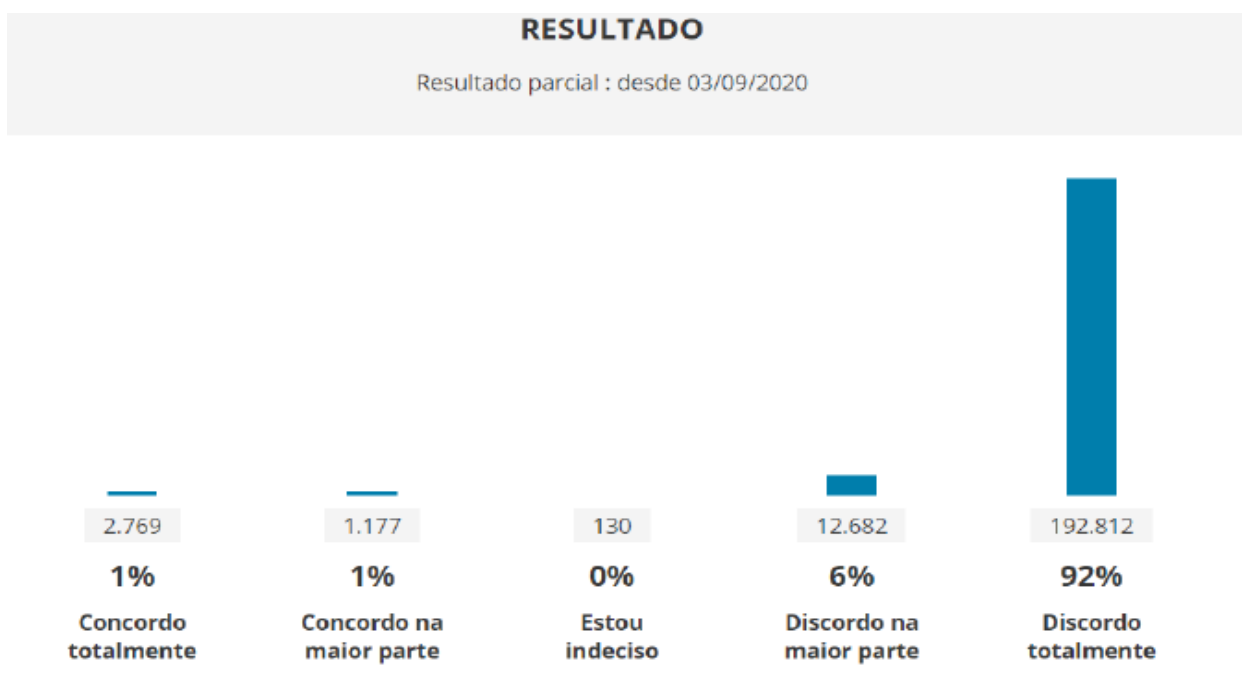 RESULTADO
Resultado parcial : desde 03/09/2020
2.769
1.177
130
12.682
192.812
1%
1%
0%
6%
92%
Concordo
totalmente
Concordo na
maior parte
Estou
indeciso
Discordo na
maior parte
Discordo
totalmente